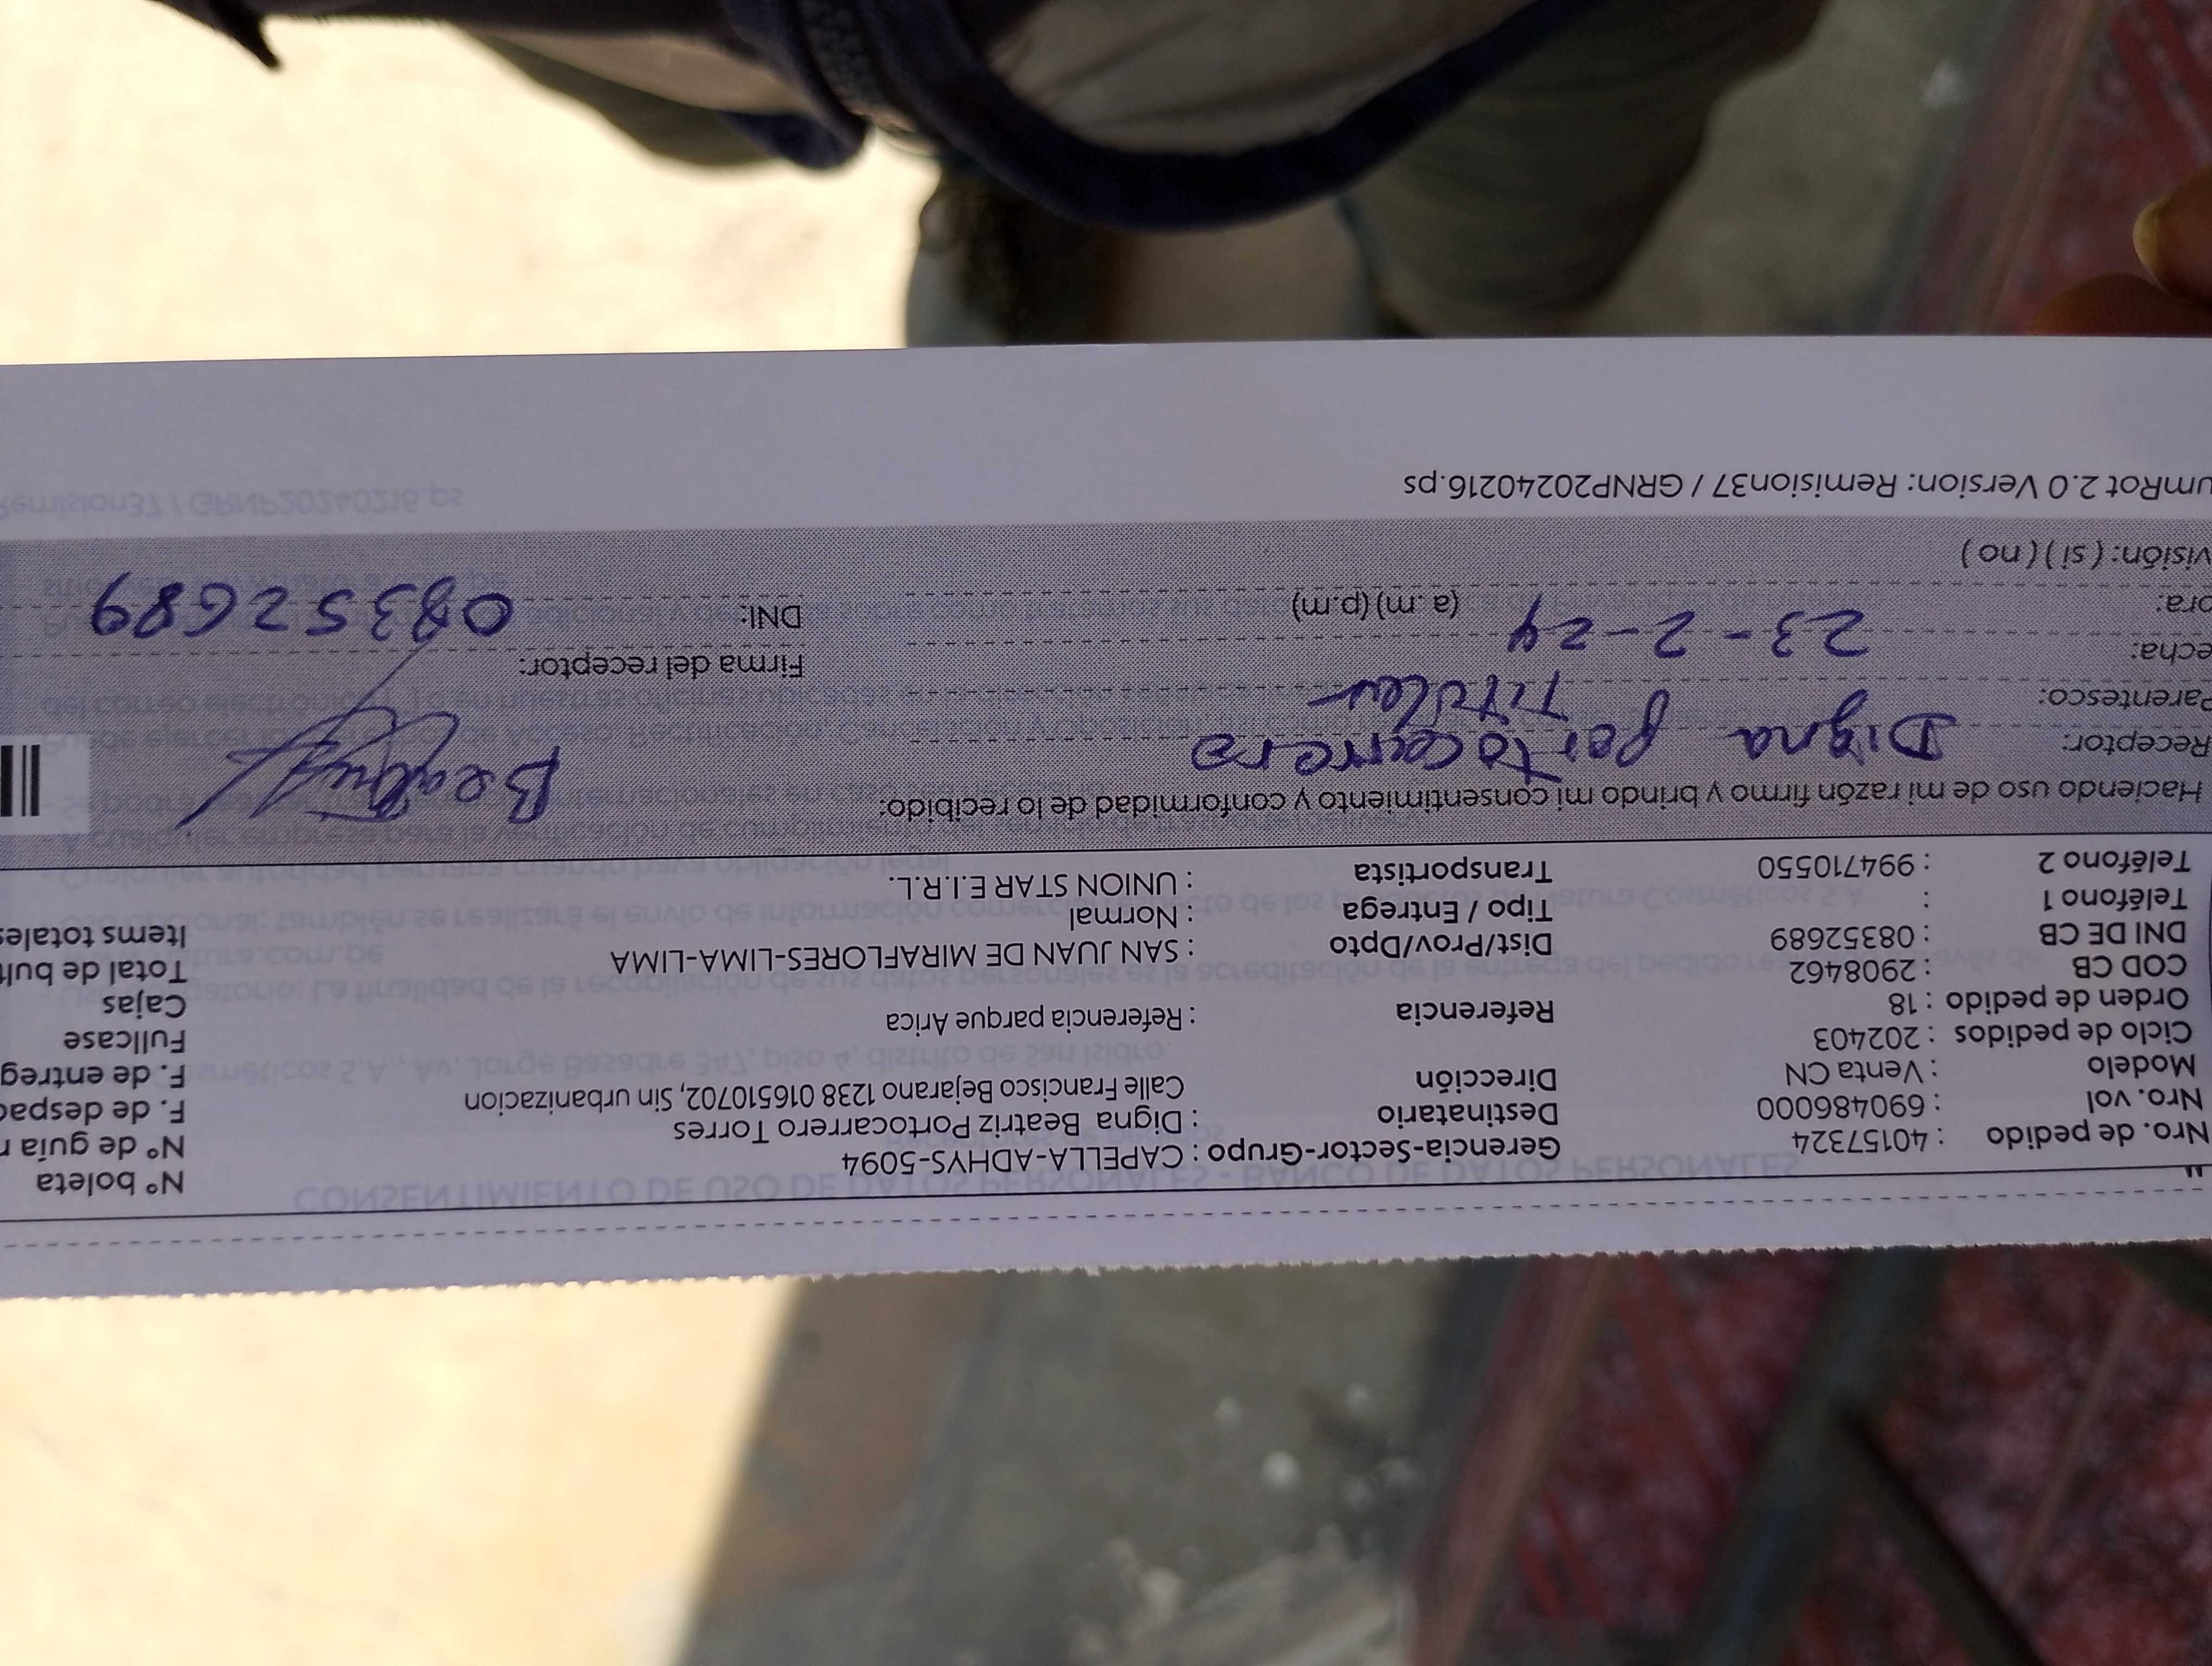 Nro. de pedido : 40157324 Gerencia-Sector-Grupo : CAPELLA-ADHYS-5094 N° boleta
Nro. vol : 690486000 Destinatario : Digna Beatriz Portocarrero Torres N° de guía
Modelo : Venta CN Dirección Calle Francisco Bejarano 1238 016510702, Sin urbanizacion F. de despac
Ciclo de pedidos : 202403 F. de entreg
Orden de pedido : 18 Referencia : Referencia parque Arica Fullcase
COD CB : 2908462 Cajas
DNI DE CB : 08352689 Dist/Prov/Dpto : SAN JUAN DE MIRAFLORES-LIMA-LIMA Total de bult
Teléfono 1 : Tipo / Entrega : Normal Items totales
Teléfono 2 : 994710550 Transportista : UNION STAR E.I.R.L.
Haciendo uso de mi razón firmo y brindo mi consentimiento y conformidad de lo recibido:
Receptor: Digna Portocarrero
Parentesco: Titular Firma del receptor:
echa: 23-2-24
ora: (a.m) (p.m) DNI: 08352689
visión: ( si ) ( no )
umRot 2.0 Version: Remision37 / GRNP20240216.ps